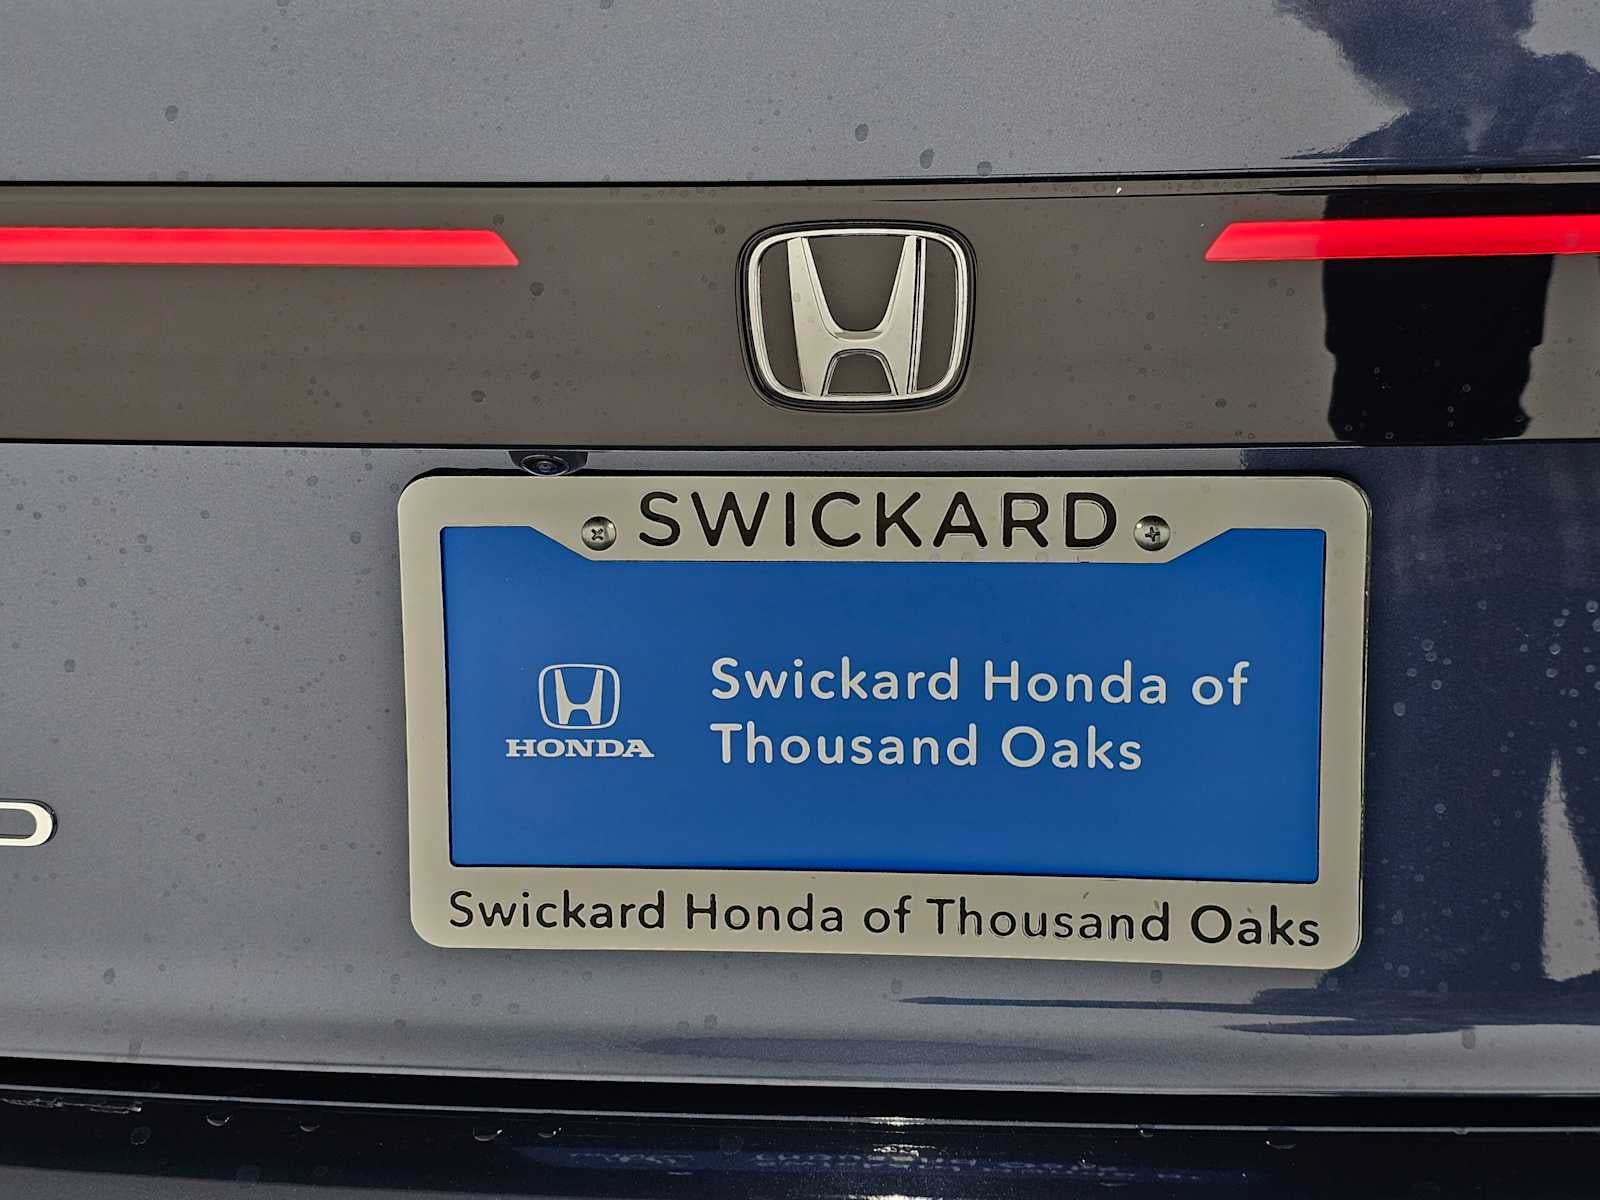 SWICKARD
Swickard Honda of
Thousand Oaks
HONDA
Swickard Honda of Thousand Oaks